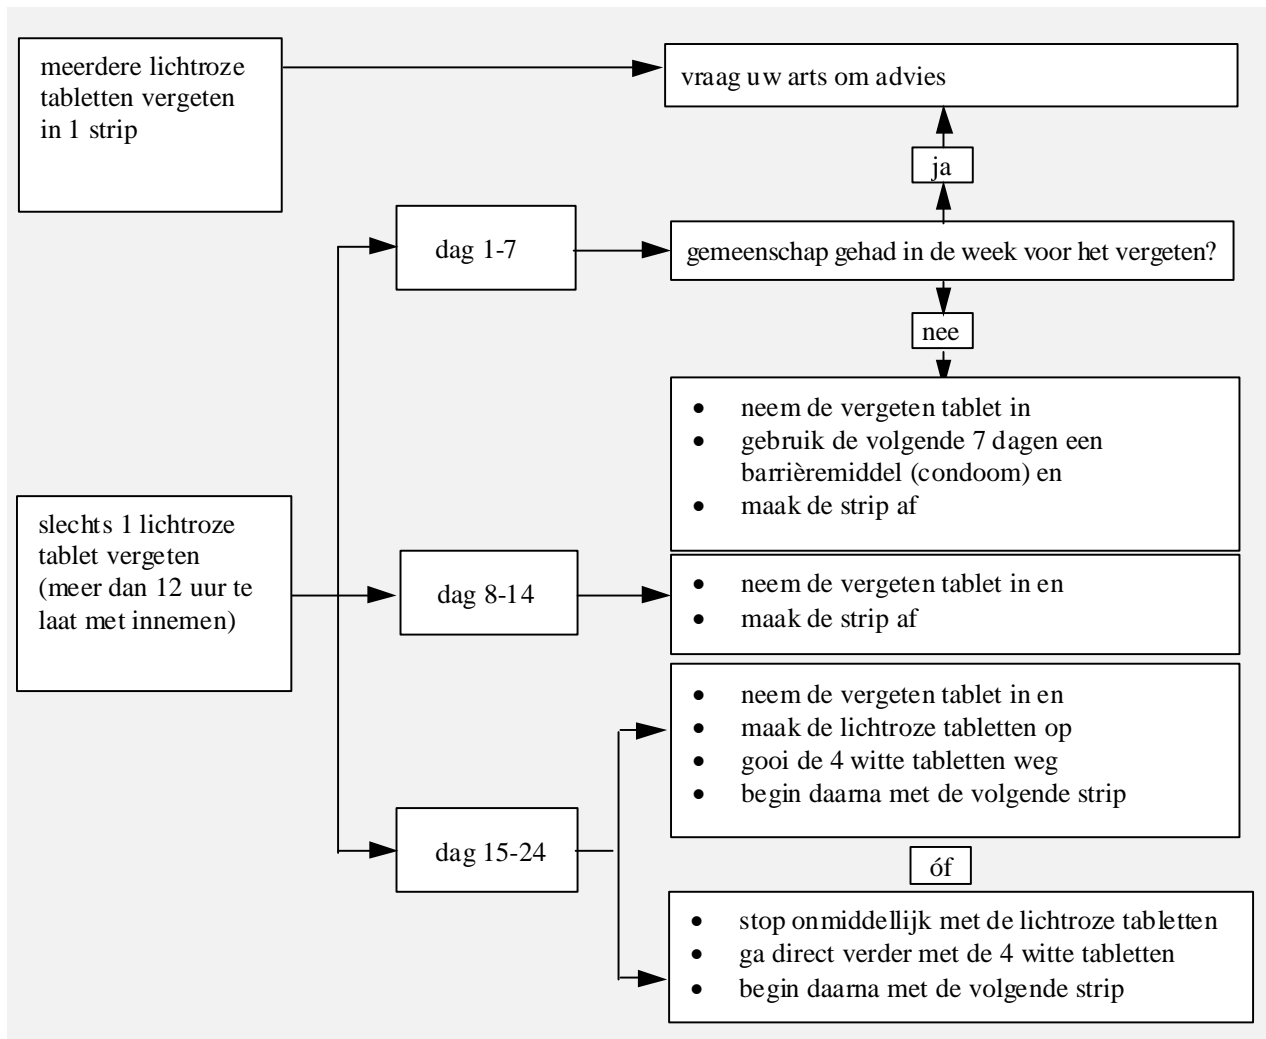 meerdere lichtroze
tabletten vergeten
in 1 strip
vraag uw arts om advies
ja
dag 1-7
gemeenschap gehad in de week voor het vergeten?
nee
• neem de vergeten tablet in
• gebruik de volgende 7 dagen een
barrièremiddel (condoom) en
• maak de strip af
slechts 1 lichtroze
tablet vergeten
(meer dan 12 uur te
laat met innemen)
dag 8-14
• neem de vergeten tablet in en
• maak de strip af
• neem de vergeten tablet in en
• maak de lichtroze tabletten op
• gooi de 4 witte tabletten weg
• begin daarna met de volgende strip
dag 15-24
óf
• stop onmiddellijk met de lichtroze tabletten
• ga direct verder met de 4 witte tabletten
• begin daarna met de volgende strip